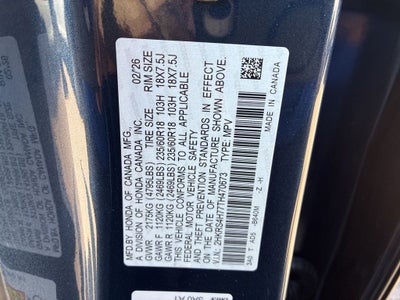 MFD.BY HONDA OF CANADA MFG. 02/26
A DIVISION OF HONDA CANADA INC.
TIRE SIZE RIM SIZE
GVWR 2175KG (4795LBS)
GAWR F 1120KG (2469LBS) 235/60R18 103H 18X7.5J
GAWR R 1120KG (2469LBS) 235/60R18 103H 18X7.5J
THIS VEHICLE CONFORMS TO ALL APPLICABLE
FEDERAL MOTOR VEHICLE SAFETY
AND THEFT PREVENTION STANDARDS IN EFFECT
ON THE DATE OF MANUFACTURE SHOWN ABOVE.
V.I.N.: 2HKRS4H77TH470673 TYPE: MPV
MADE IN CANADA